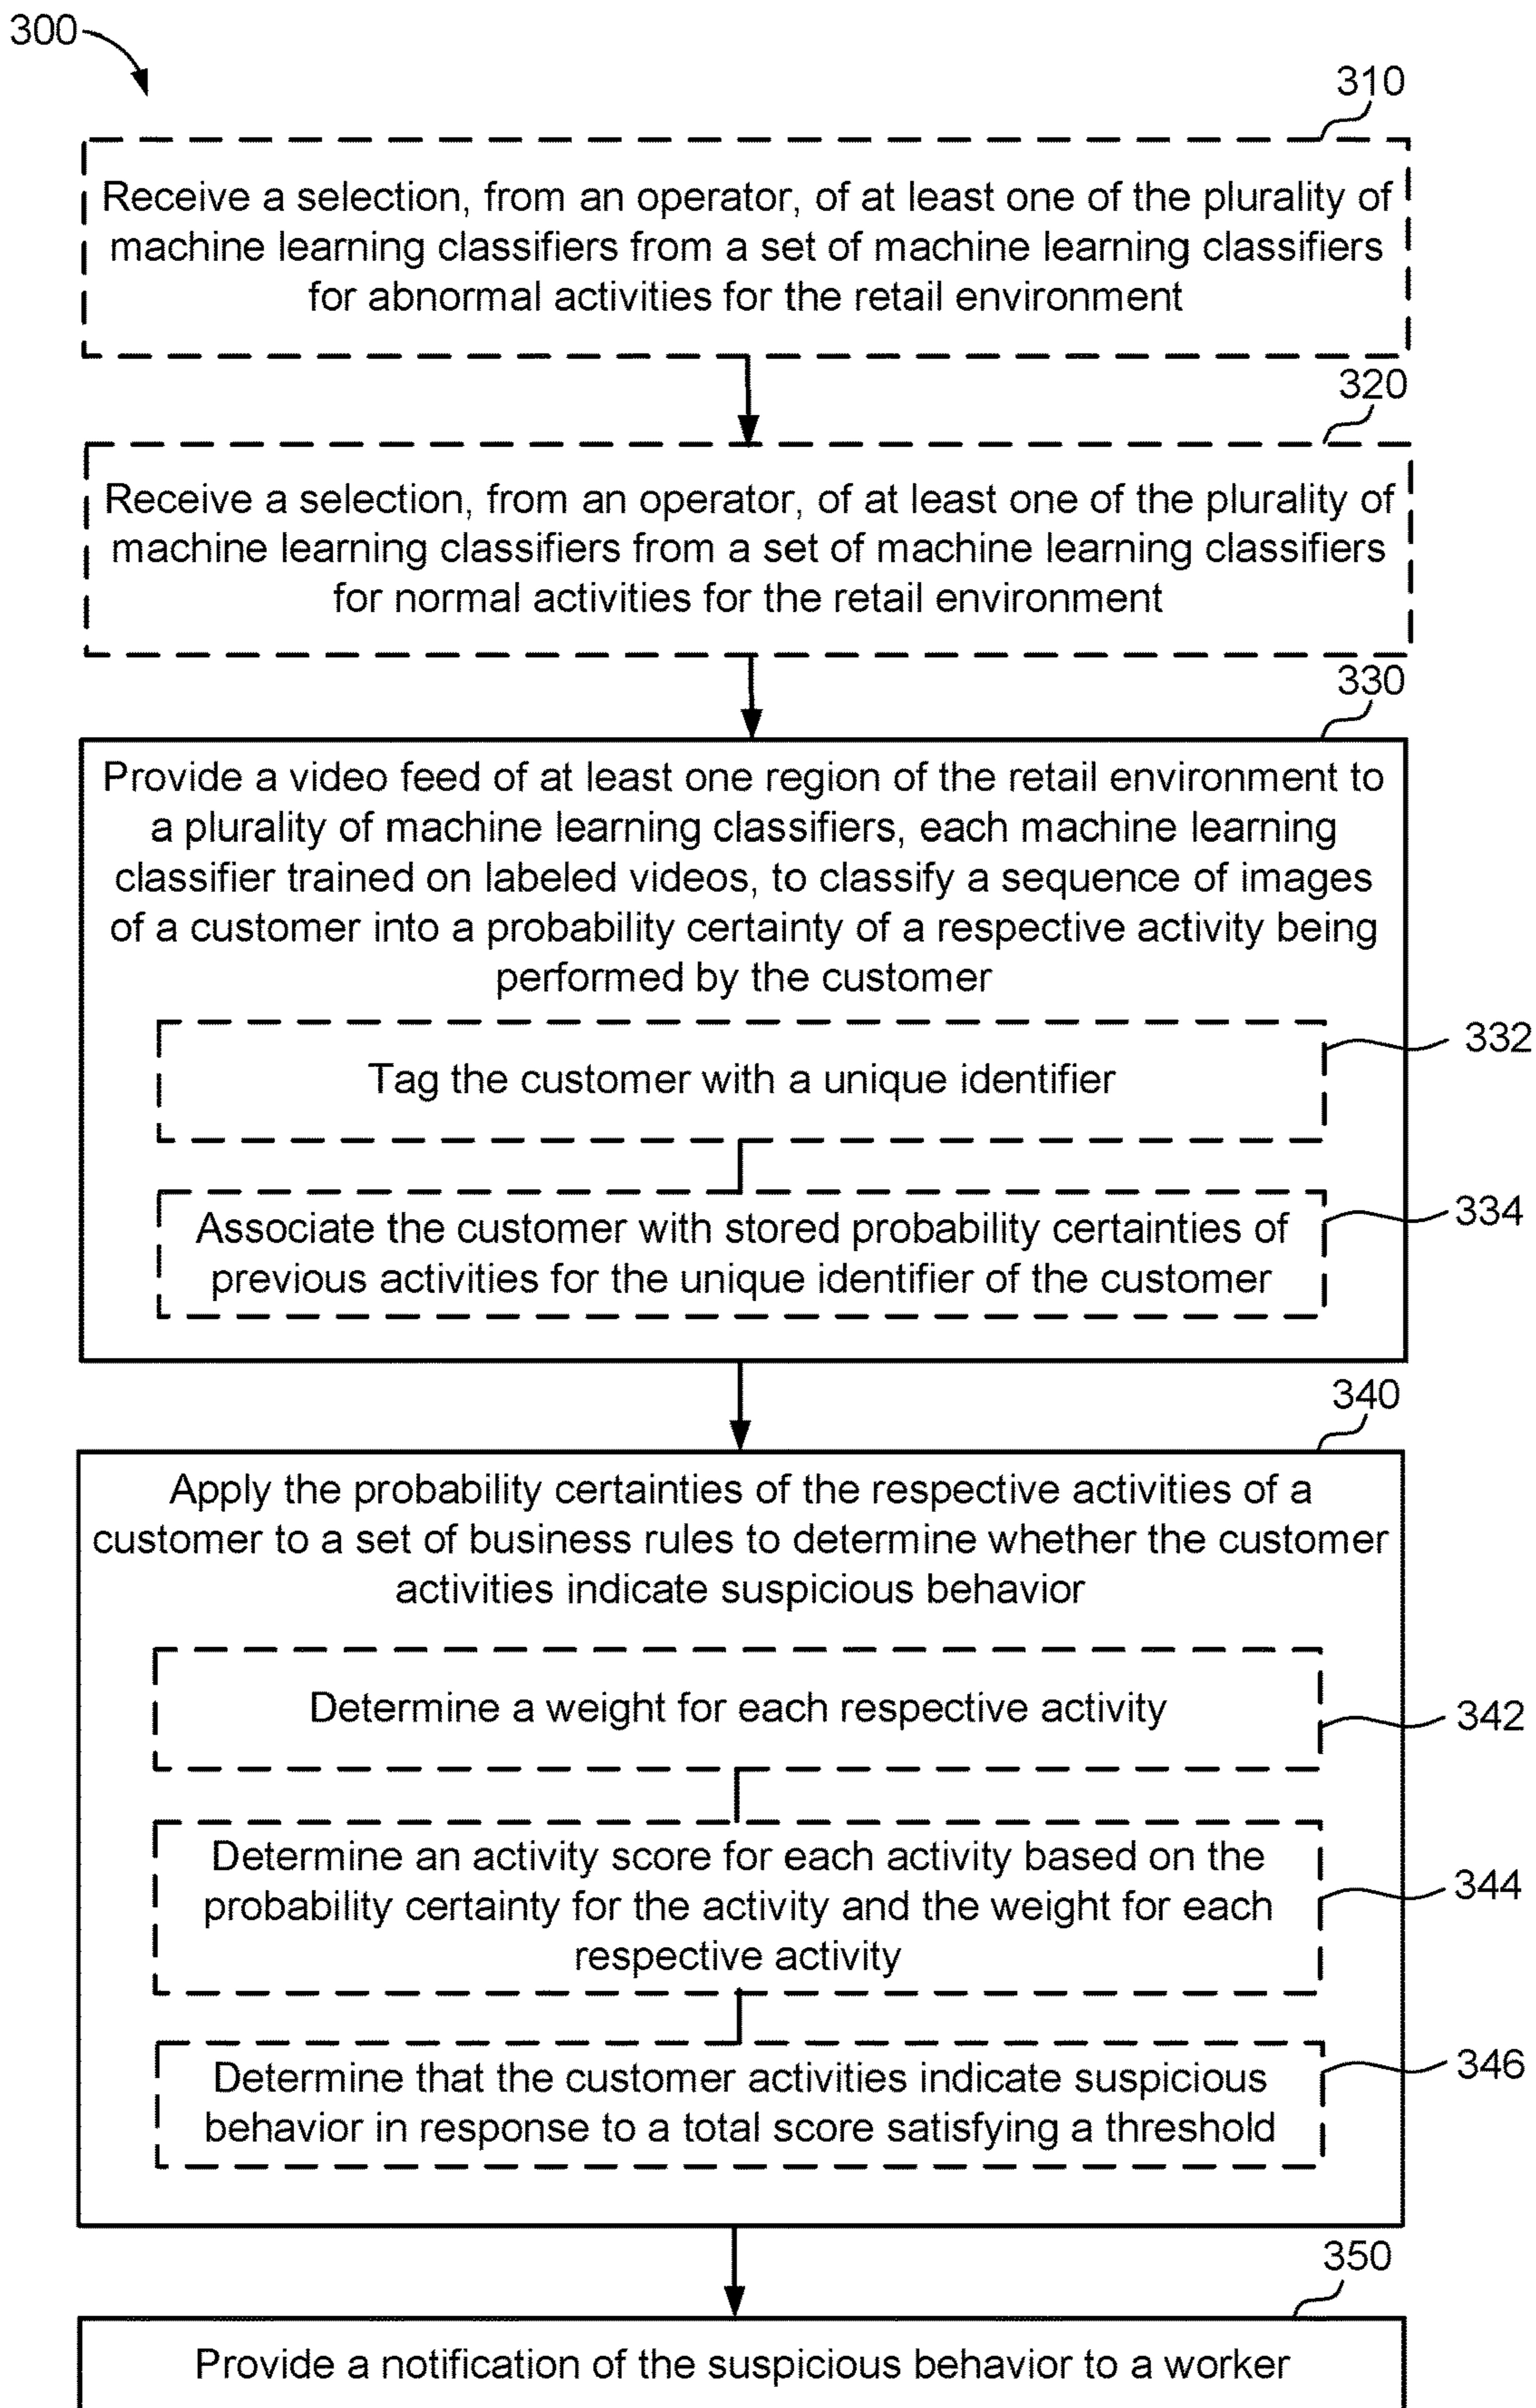 300
310
Receive a selection, from an operator, of at least one of the plurality of
machine learning classifiers from a set of machine learning classifiers
for abnormal activities for the retail environment
320
Receive a selection, from an operator, of at least one of the plurality of
machine learning classifiers from a set of machine learning classifiers
for normal activities for the retail environment
330
Provide a video feed of at least one region of the retail environment to
a plurality of machine learning classifiers, each machine learning
classifier trained on labeled videos, to classify a sequence of images
of a customer into a probability certainty of a respective activity being
performed by the customer
332
Tag the customer with a unique identifier
334
Associate the customer with stored probability certainties of
previous activities for the unique identifier of the customer
340
Apply the probability certainties of the respective activities of a
customer to a set of business rules to determine whether the customer
activities indicate suspicious behavior
Determine a weight for each respective activity
342
Determine an activity score for each activity based on the
probability certainty for the activity and the weight for each
respective activity
344
Determine that the customer activities indicate suspicious
behavior in response to a total score satisfying a threshold
346
350
Provide a notification of the suspicious behavior to a worker